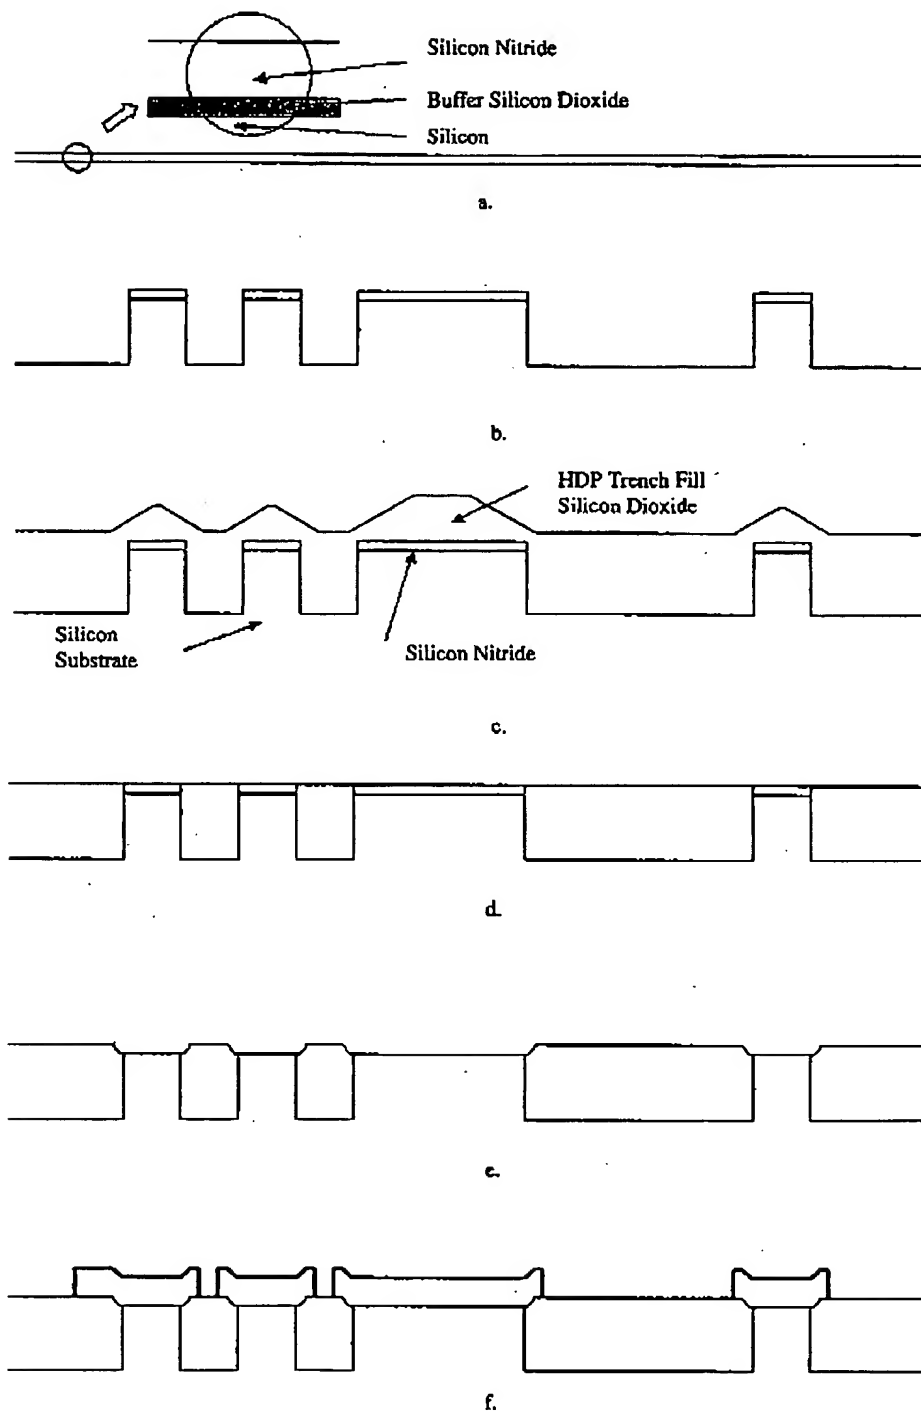 Silicon Nitride
Buffer Silicon Dioxide
Silicon
a.
b.
HDP Trench Fill
Silicon Dioxide
Silicon
Substrate
Silicon Nitride
c.
d.
e.
f.